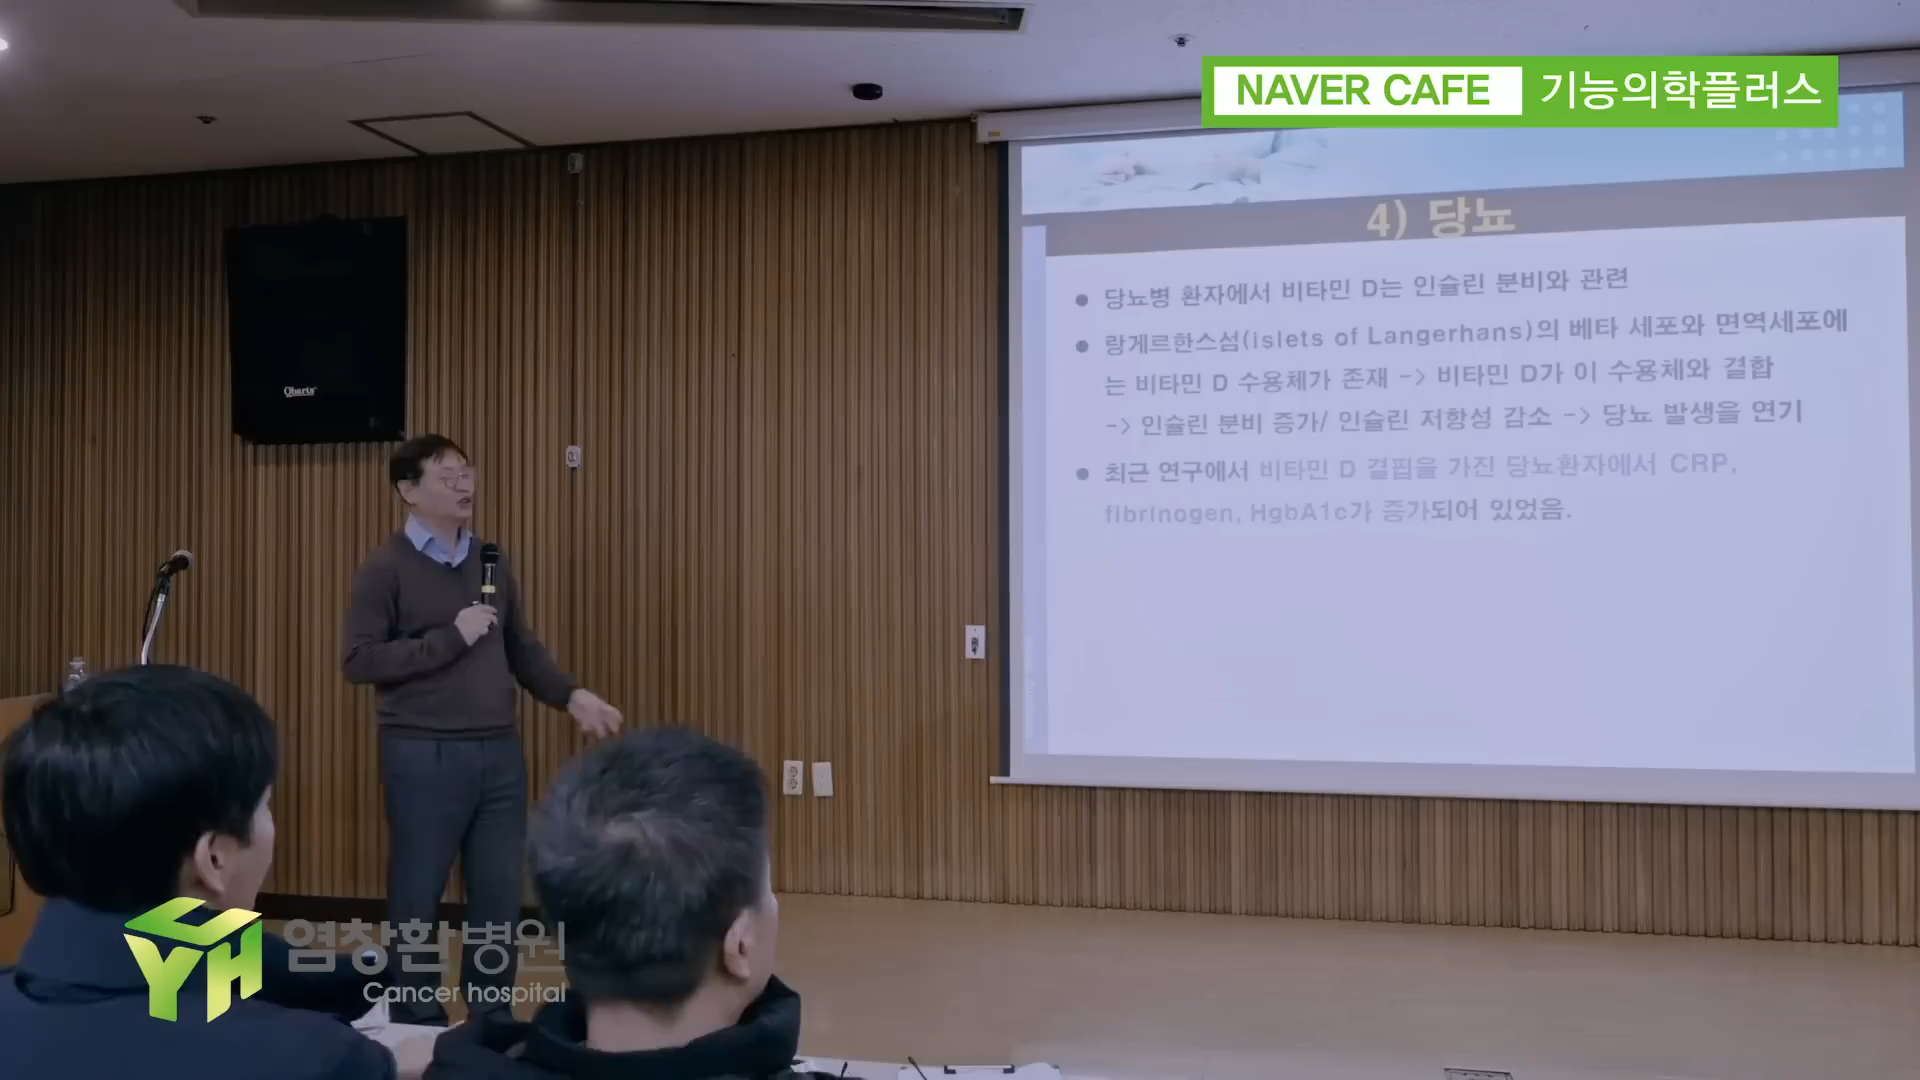 NAVER CAFE 기능의학플러스
4) 당뇨
● 당뇨병 환자에서 비타민 D는 인슐린 분비와 관련
● 랑게르한스섬(islets of Langerhans)의 베타 세포와 면역세포에
는 비타민 D 수용체가 존재 -> 비타민 D가 이 수용체와 결합
-> 인슐린 분비 증가/ 인슐린 저항성 감소 -> 당뇨 발생을 연기
● 최근 연구에서 비타민 D 결핍을 가진 당뇨환자에서 CRP,
fibrinogen, HgbA1c가 증가되어 있었음.
Qbarts
CYH 염창환병원
Cancer hospital